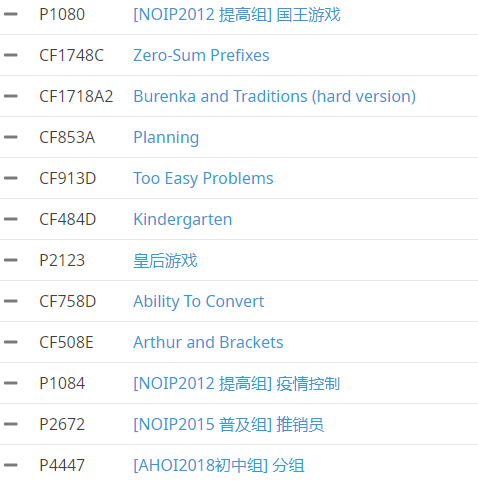 P1080 [NOIP2012 提高组] 国王游戏
CF1748C Zero-Sum Prefixes
CF1718A2 Burenka and Traditions (hard version)
CF853A Planning
CF913D Too Easy Problems
CF484D Kindergarten
P2123 皇后游戏
CF758D Ability To Convert
CF508E Arthur and Brackets
P1084 [NOIP2012 提高组] 疫情控制
P2672 [NOIP2015 普及组] 推销员
P4447 [AHOI2018初中组] 分组